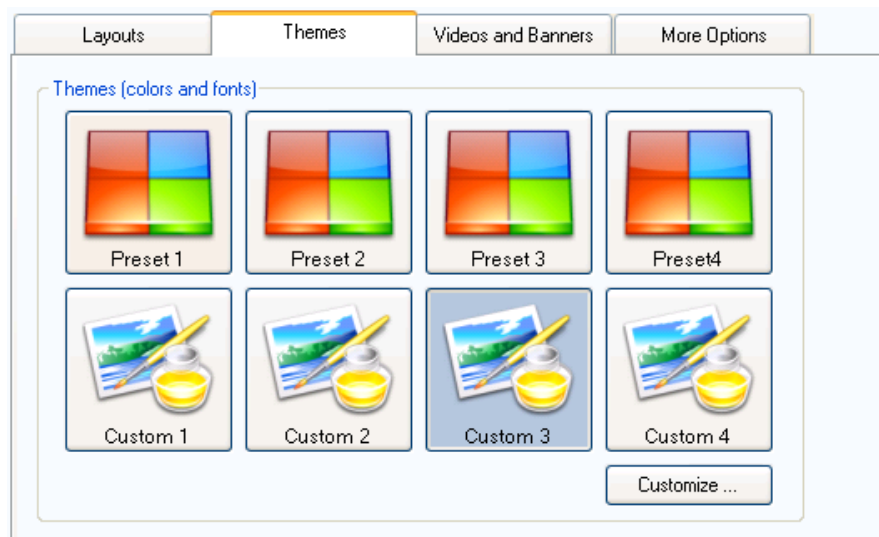 Layouts
Themes
Videos and Banners
More Options
Themes (colors and fonts)
Preset 1
Preset 2
Preset 3
Preset4
Custom 1
Custom 2
Custom 3
Custom 4
Customize ...